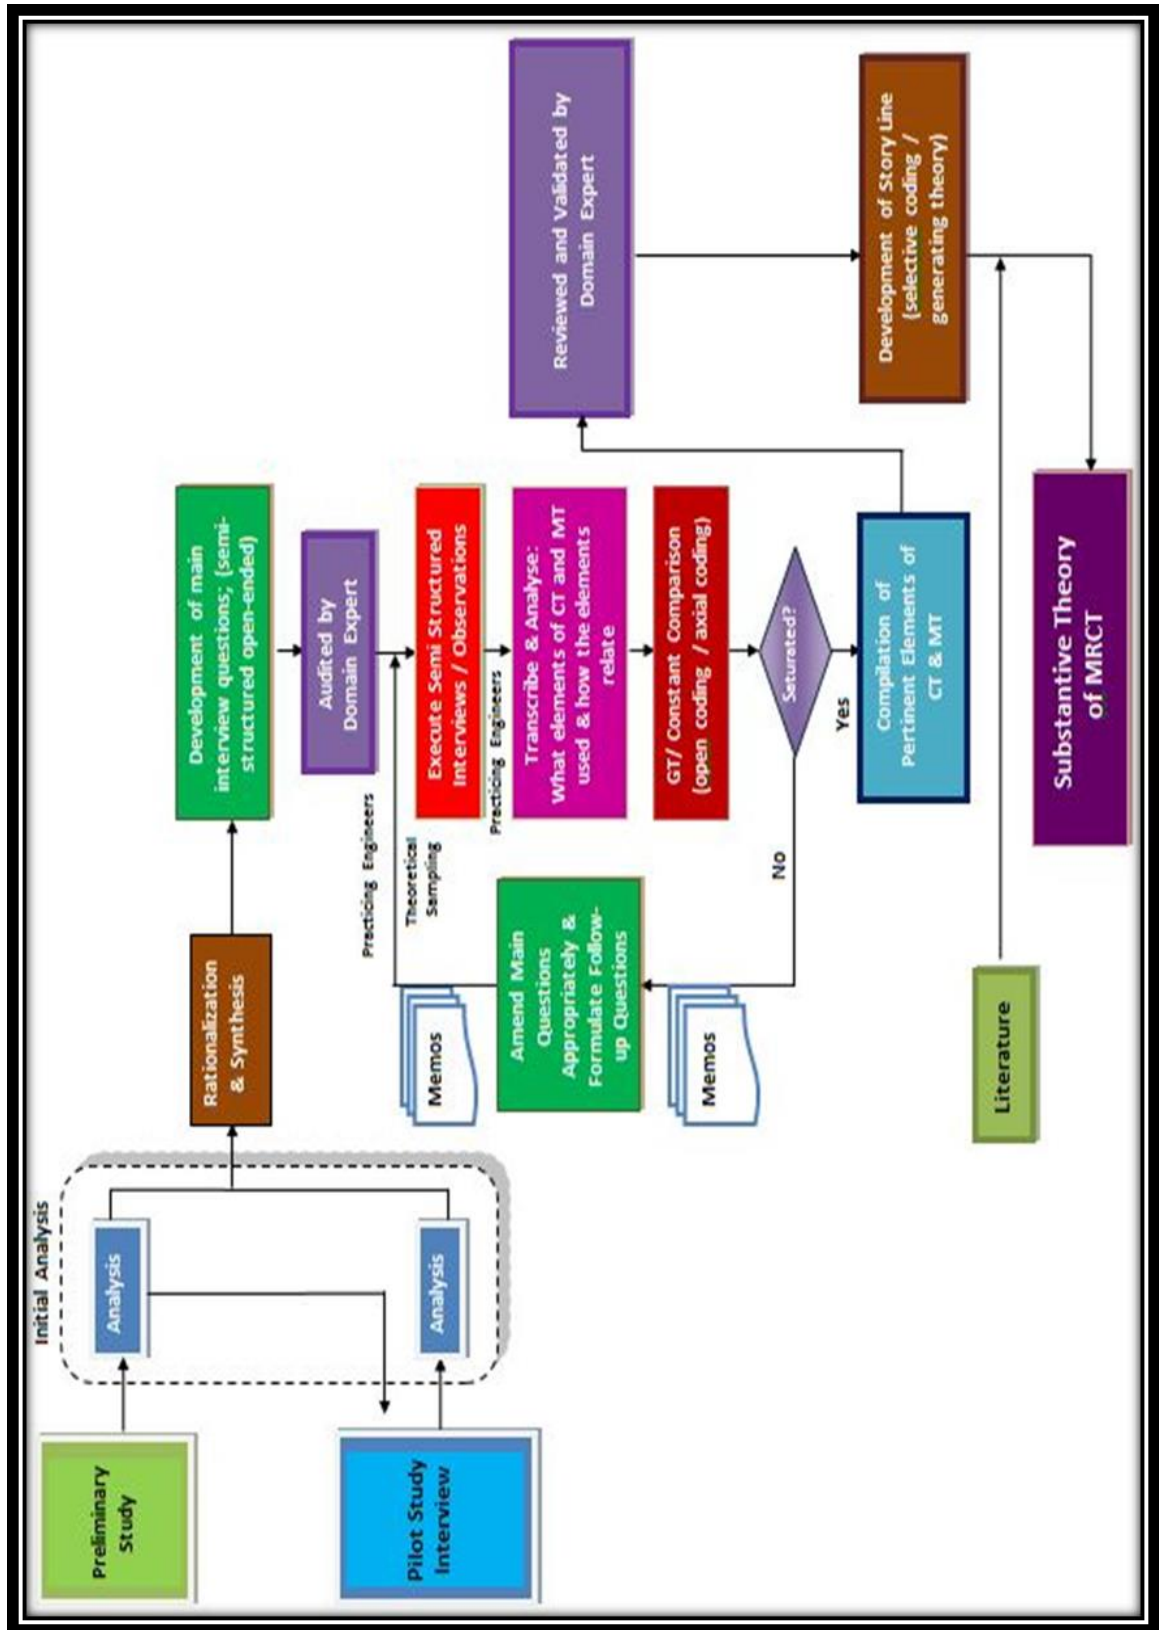 Preliminary
Study
Pilot Study
Interview
Initial Analysis
Analysis
Analysis
Rationalization
& Synthesis
Development of main
interview questions; (semi-
structured open-ended)
Audited by
Domain Expert
Practicing Engineers
Theoretical
Sampling
Execute Semi Structured
Interviews / Observations
Practicing Engineers
Transcribe & Analyse:
What elements of CT and MT
used & how the elements
relate
GT/ Constant Comparison
(open coding / axial coding)
Saturated?
No
Yes
Memos
Amend Main
Questions
Appropriately &
Formulate Follow-
up Questions
Memos
Compilation of
Pertinent Elements of
CT & MT
Reviewed and Validated by
Domain Expert
Development of Story Line
(selective coding /
generating theory)
Literature
Substantive Theory
of MRCT